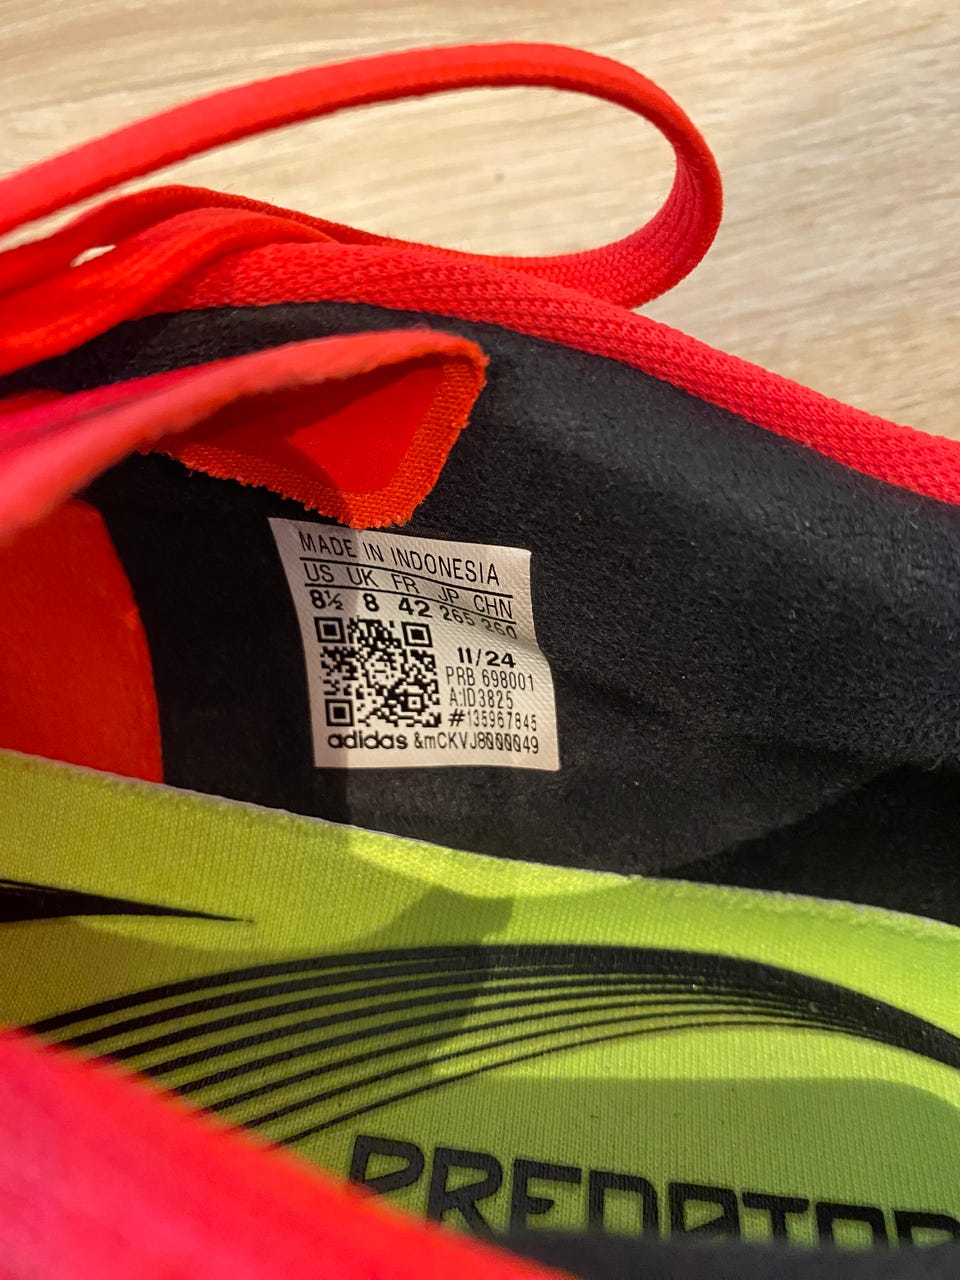 MADE IN INDONESIA
US UK FR JP CHN
8½ 8 42 265 260
11/24
PRB 698001
A:ID3825
#135967845
adidas &mCKVJ8000049
PREDATOR